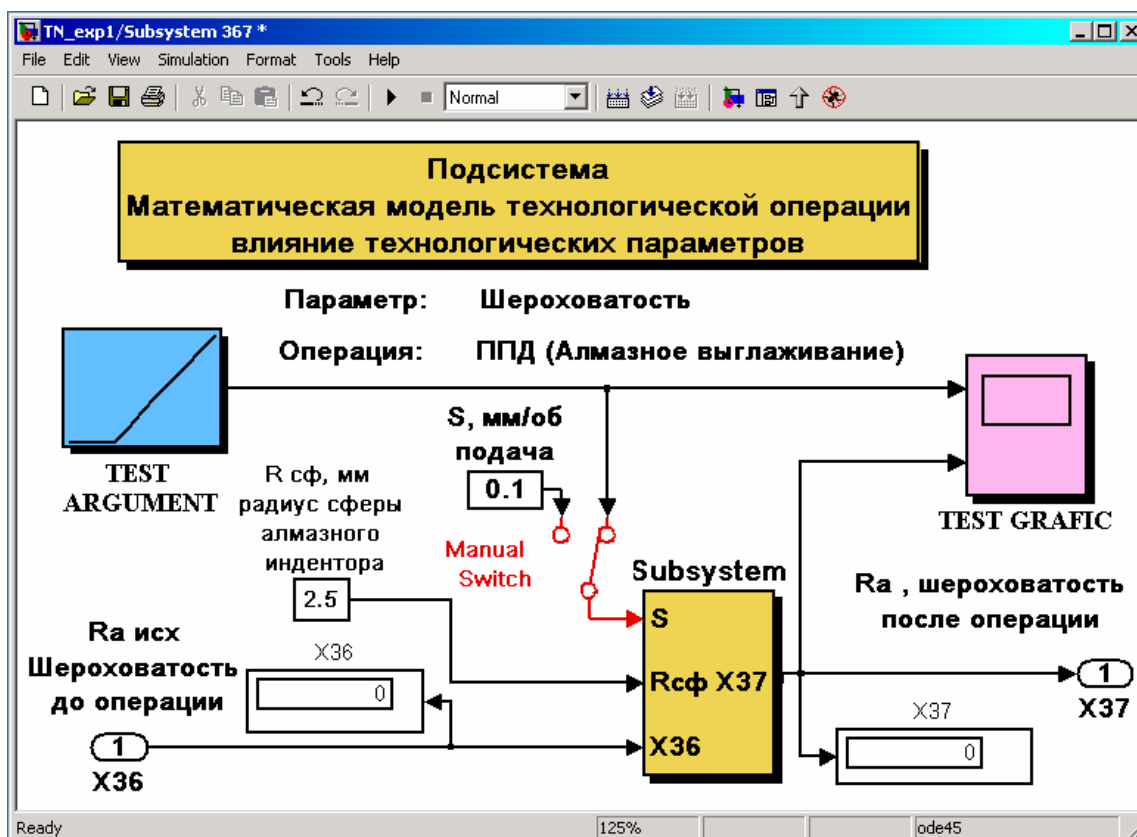 TN_exp1/Subsystem 367 *
File Edit View Simulation Format Tools Help
Normal
Подсистема
Математическая модель технологической операции
влияние технологических параметров
Параметр: Шероховатость
Операция: ППД (Алмазное выглаживание)
TEST
ARGUMENT
S, мм/об
подача
0.1
R сф, мм
радиус сферы
алмазного
индентора
2.5
Manual
Switch
TEST GRAFIC
Subsystem
S
Rсф X37
X36
Ra , шероховатость
после операции
Ra исх
Шероховатость
до операции
X36
0
1
X36
1
X37
X37
0
Ready 125% ode45